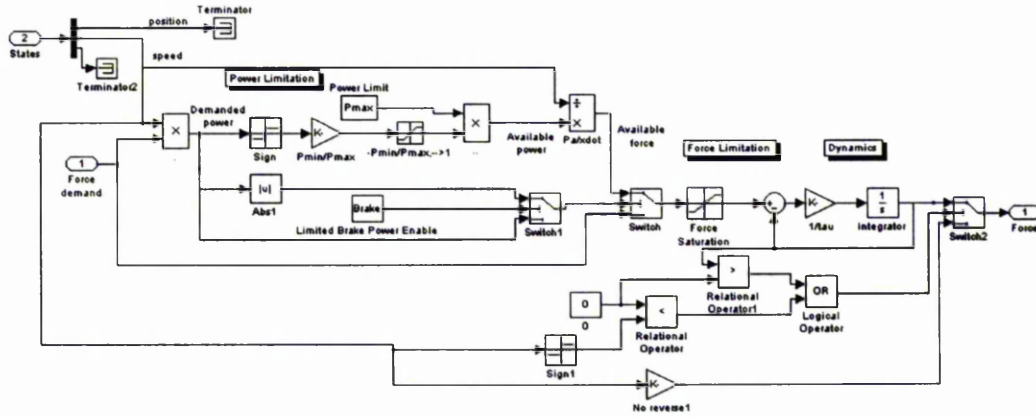 Terminator
position
2
States
speed
Terminator2
Power Limitation
Power Limit
Pmax
Demanded
power
×
Sign
K-
Pmin/Pmax
-Pmin/Pmax,-->1
×
Available
power
÷
×
Pa/xdot
Available
force
Force Limitation
Dynamics
1
Force
demand
|u|
Abs1
Brake
Limited Brake Power Enable
Switch1
Switch
Force
Saturation
K-
1/tau
1
s
Integrator
Switch2
1
Force
>
Relational
Operator1
OR
Logical
Operator
0
0
<
Relational
Operator
Sign1
K-
No reverse1